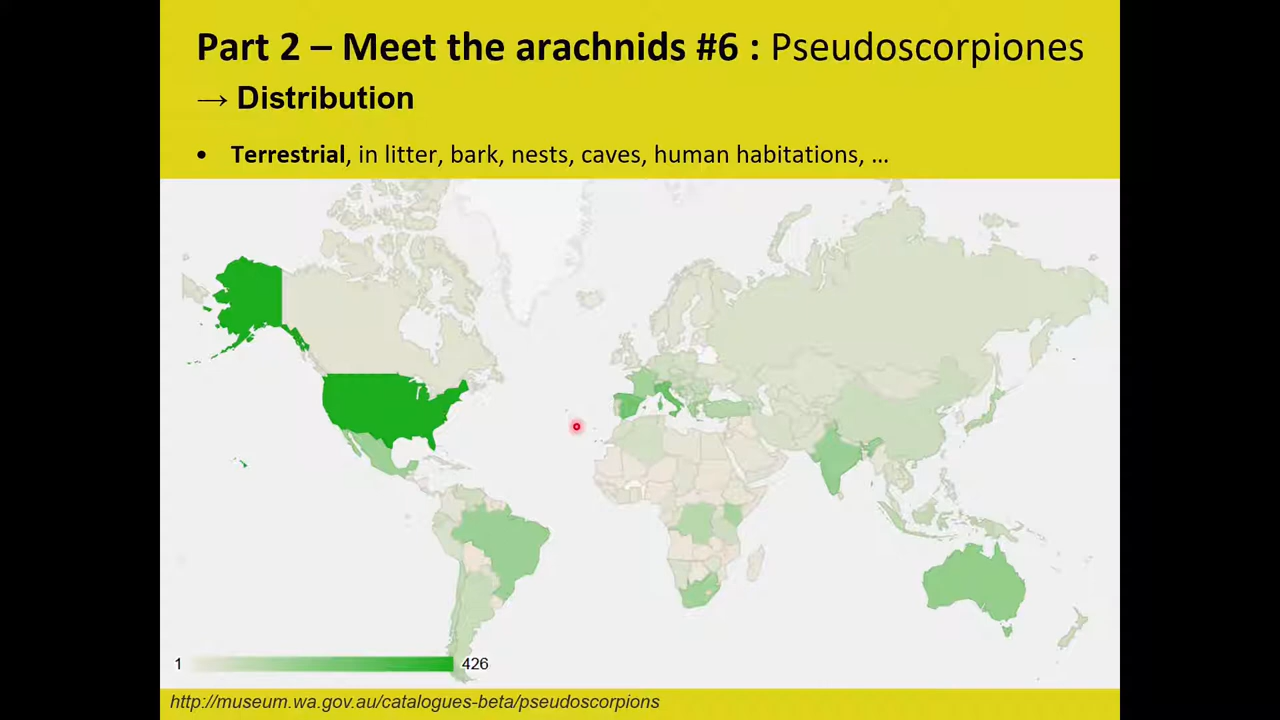 Part 2 – Meet the arachnids #6 : Pseudoscorpiones
→ Distribution
• Terrestrial, in litter, bark, nests, caves, human habitations, ...
1 426
http://museum.wa.gov.au/catalogues-beta/pseudoscorpions